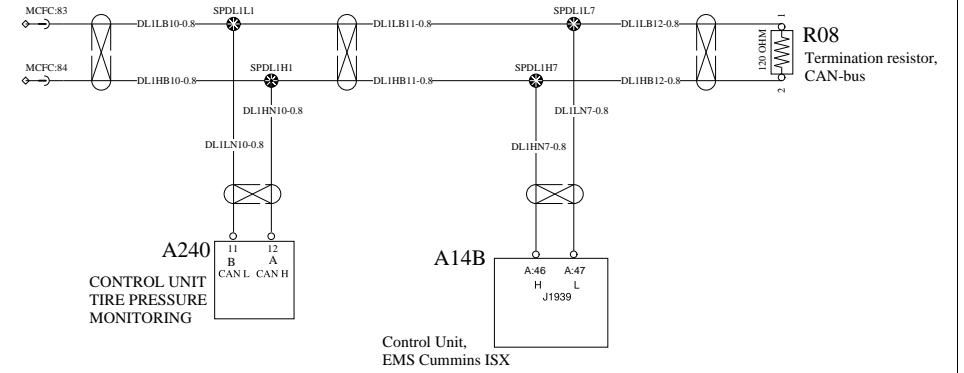 MCFC:83
DL1LB10-0.8
SPDL1L1
DL1LB11-0.8
SPDL1L7
DL1LB12-0.8
1
120 OHM
2
R08
Termination resistor,
CAN-bus
MCFC:84
DL1HB10-0.8
SPDL1H1
DL1HB11-0.8
SPDL1H7
DL1HB12-0.8
DL1HN10-0.8
DL1LN10-0.8
DL1LN7-0.8
DL1HN7-0.8
A240
11 12
B A
CAN L CAN H
CONTROL UNIT
TIRE PRESSURE
MONITORING
A14B
A:46 A:47
H L
J1939
Control Unit,
EMS Cummins ISX